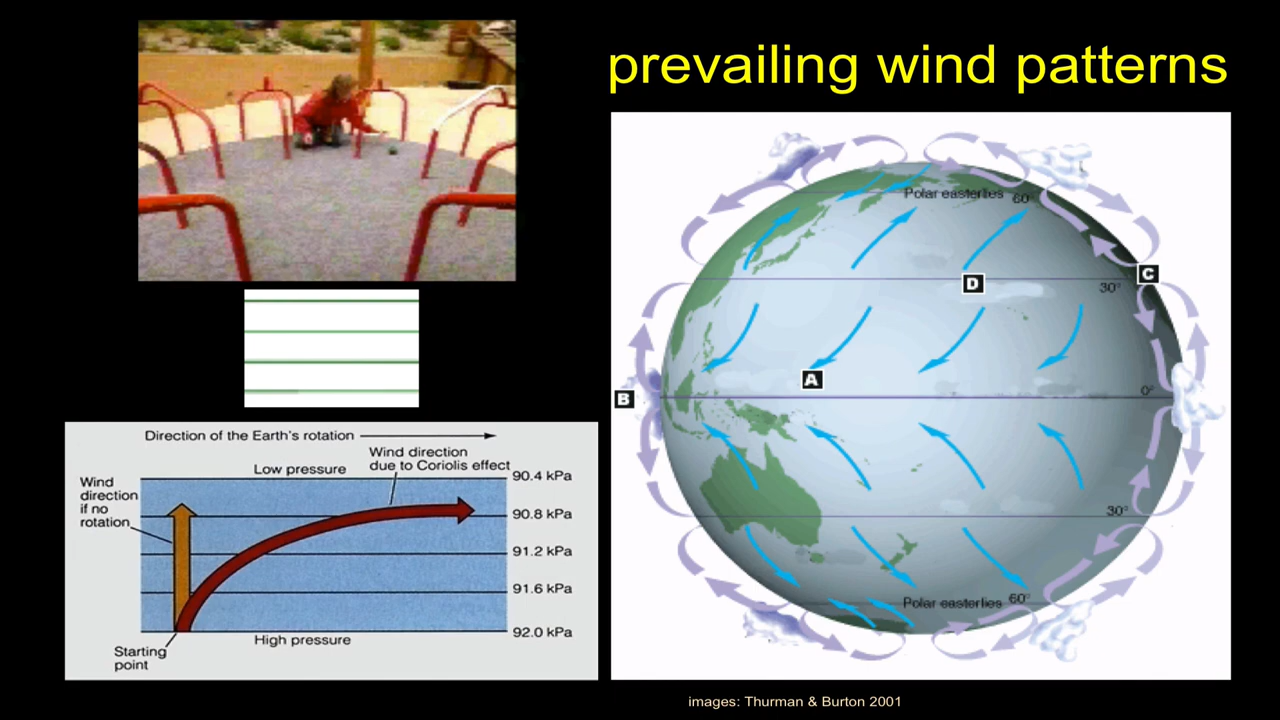 prevailing wind patterns
Polar easterlies
60°
C
D
30°
A
0°
B
30°
Polar easterlies
60°
Direction of the Earth's rotation
Wind direction
due to Coriolis effect
Low pressure
90.4 kPa
Wind
direction
if no
rotation
90.8 kPa
91.2 kPa
91.6 kPa
92.0 kPa
High pressure
Starting
point
images: Thurman & Burton 2001